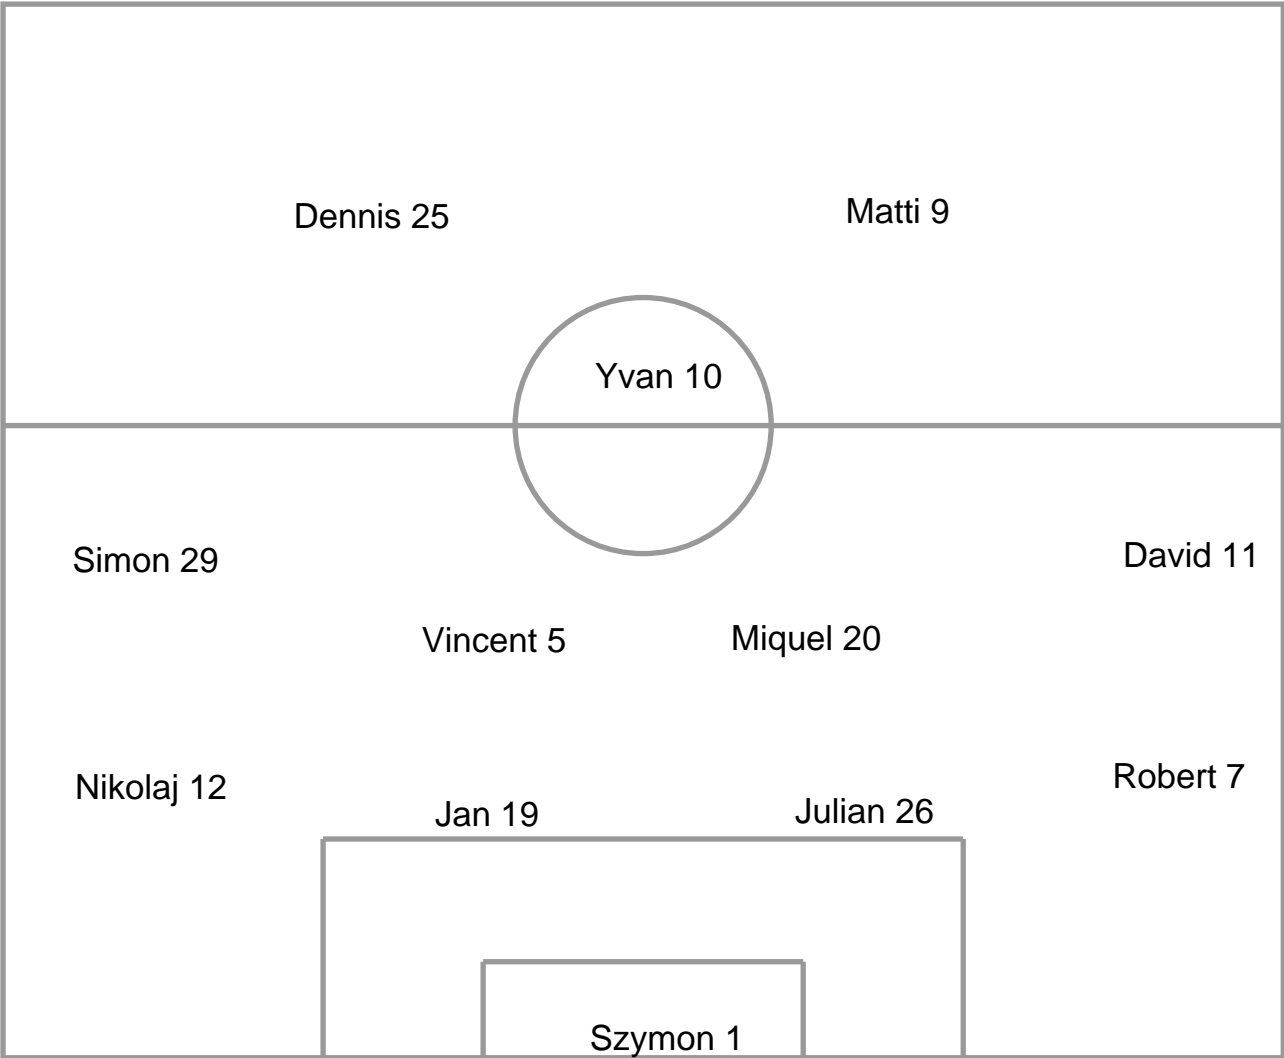 Dennis 25
Matti 9
Yvan 10
Simon 29
David 11
Vincent 5
Miquel 20
Nikolaj 12
Robert 7
Jan 19
Julian 26
Szymon 1